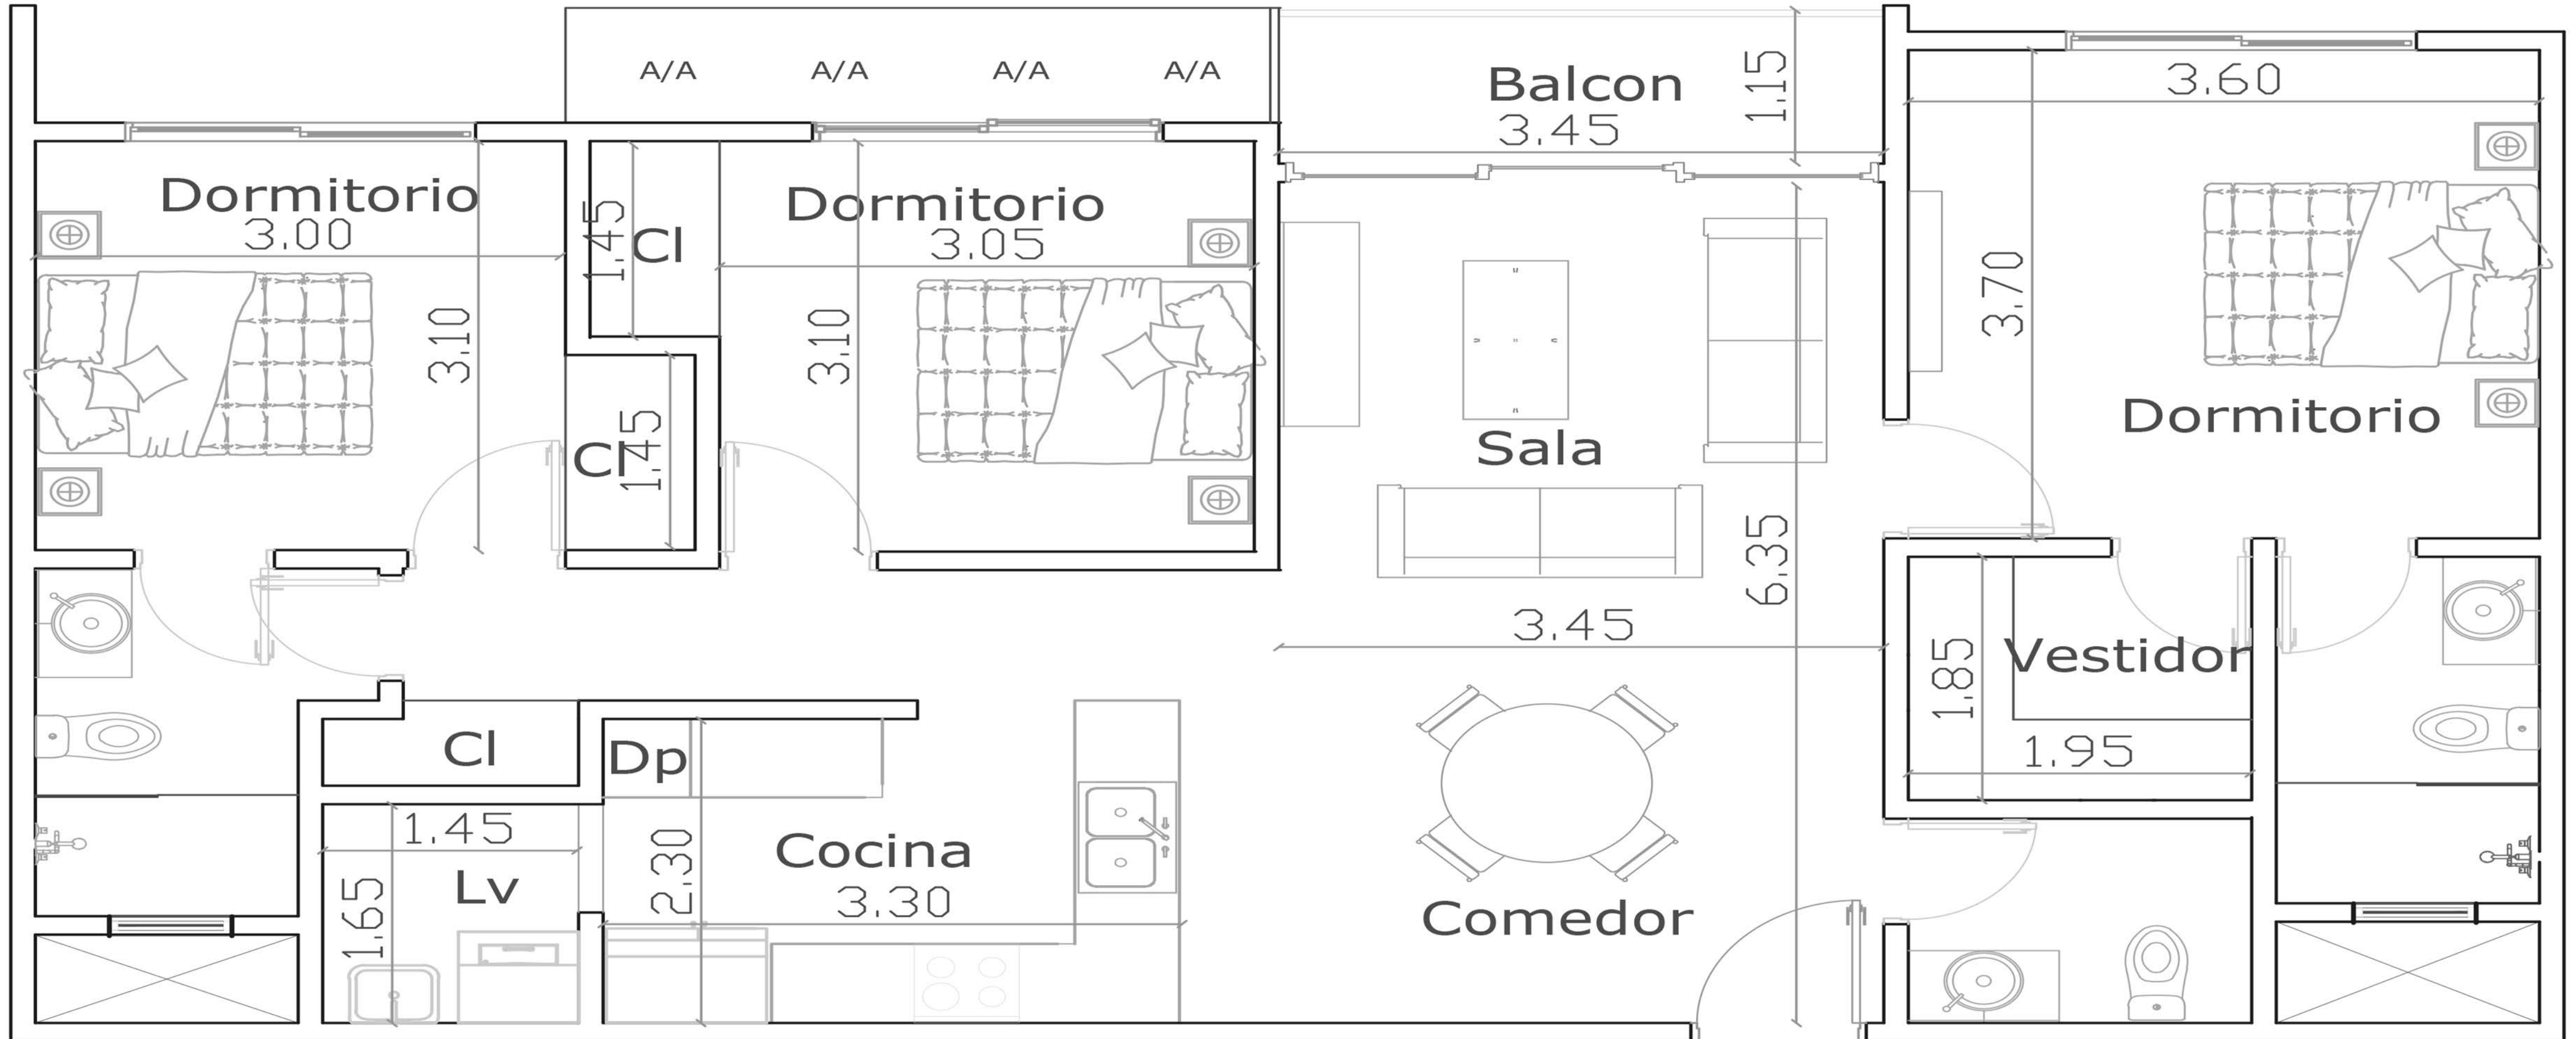 A/A A/A A/A A/A
Balcon
3.45
1.15
3.60
Dormitorio
3.00
3.10
1.45
Cl
Dormitorio
3.05
3.10
Cl
1.45
Sala
6.35
3.45
3.70
Dormitorio
Vestidor
1.85
1.95
Cl
Dp
1.45
Lv
1.65
2.30
Cocina
3.30
Comedor